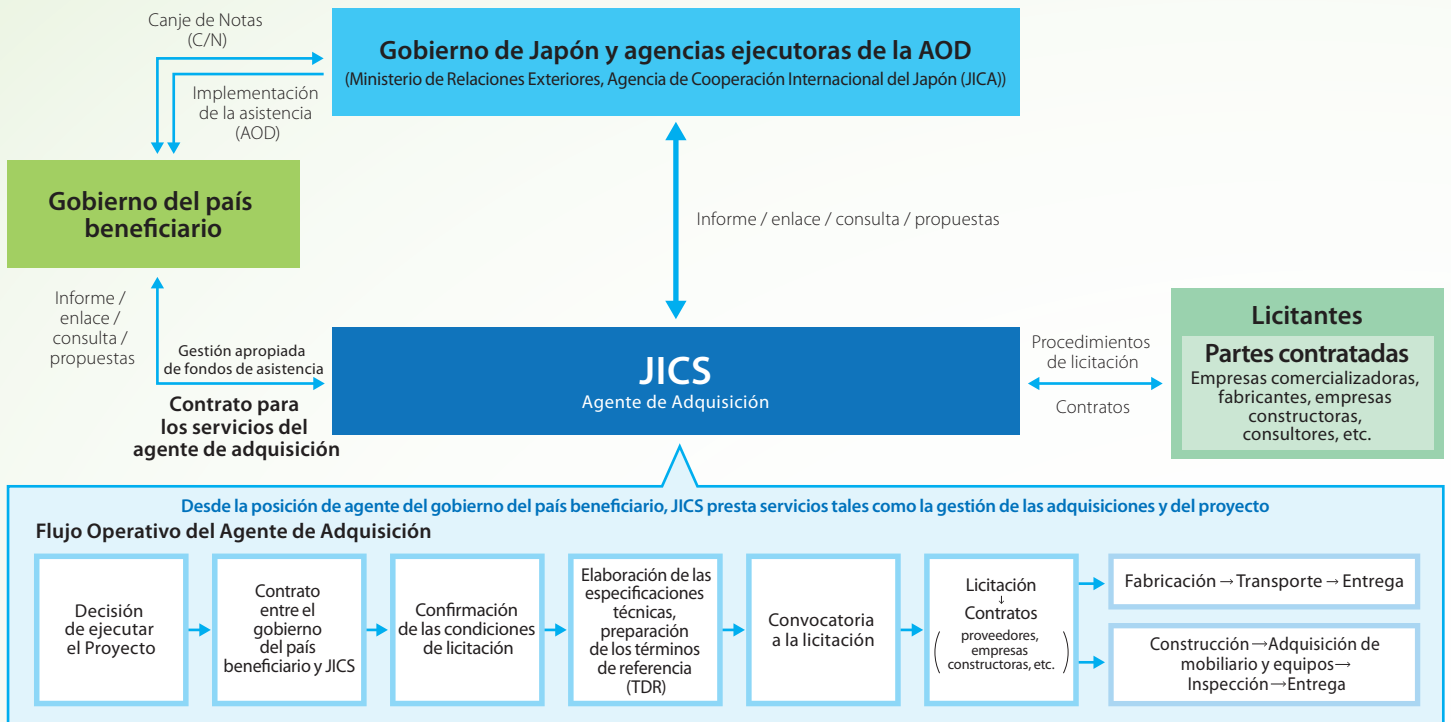 Canje de Notas
(C/N)
Gobierno de Japón y agencias ejecutoras de la AOD
(Ministerio de Relaciones Exteriores, Agencia de Cooperación Internacional del Japón (JICA))
Implementación
de la asistencia
(AOD)
Gobierno del país
beneficiario
Informe / enlace / consulta / propuestas
Informe /
enlace /
consulta /
propuestas
Gestión apropiada
de fondos de asistencia
Contrato para
los servicios del
agente de adquisición
JICS
Agente de Adquisición
Procedimientos
de licitación
Contratos
Licitantes
Partes contratadas
Empresas comercializadoras,
fabricantes, empresas
constructoras,
consultores, etc.
Desde la posición de agente del gobierno del país beneficiario, JICS presta servicios tales como la gestión de las adquisiciones y del proyecto
Flujo Operativo del Agente de Adquisición
Decisión
de ejecutar
el Proyecto
Contrato
entre el
gobierno
del país
beneficiario y JICS
Confirmación
de las condiciones
de licitación
Elaboración de las
especificaciones
técnicas,
preparación
de los términos
de referencia
(TDR)
Convocatoria
a la licitación
Licitación
↓
Contratos
(proveedores,
empresas
constructoras, etc.)
Fabricación→Transporte→Entrega
Construcción→Adquisición de
mobiliario y equipos→
Inspección→Entrega